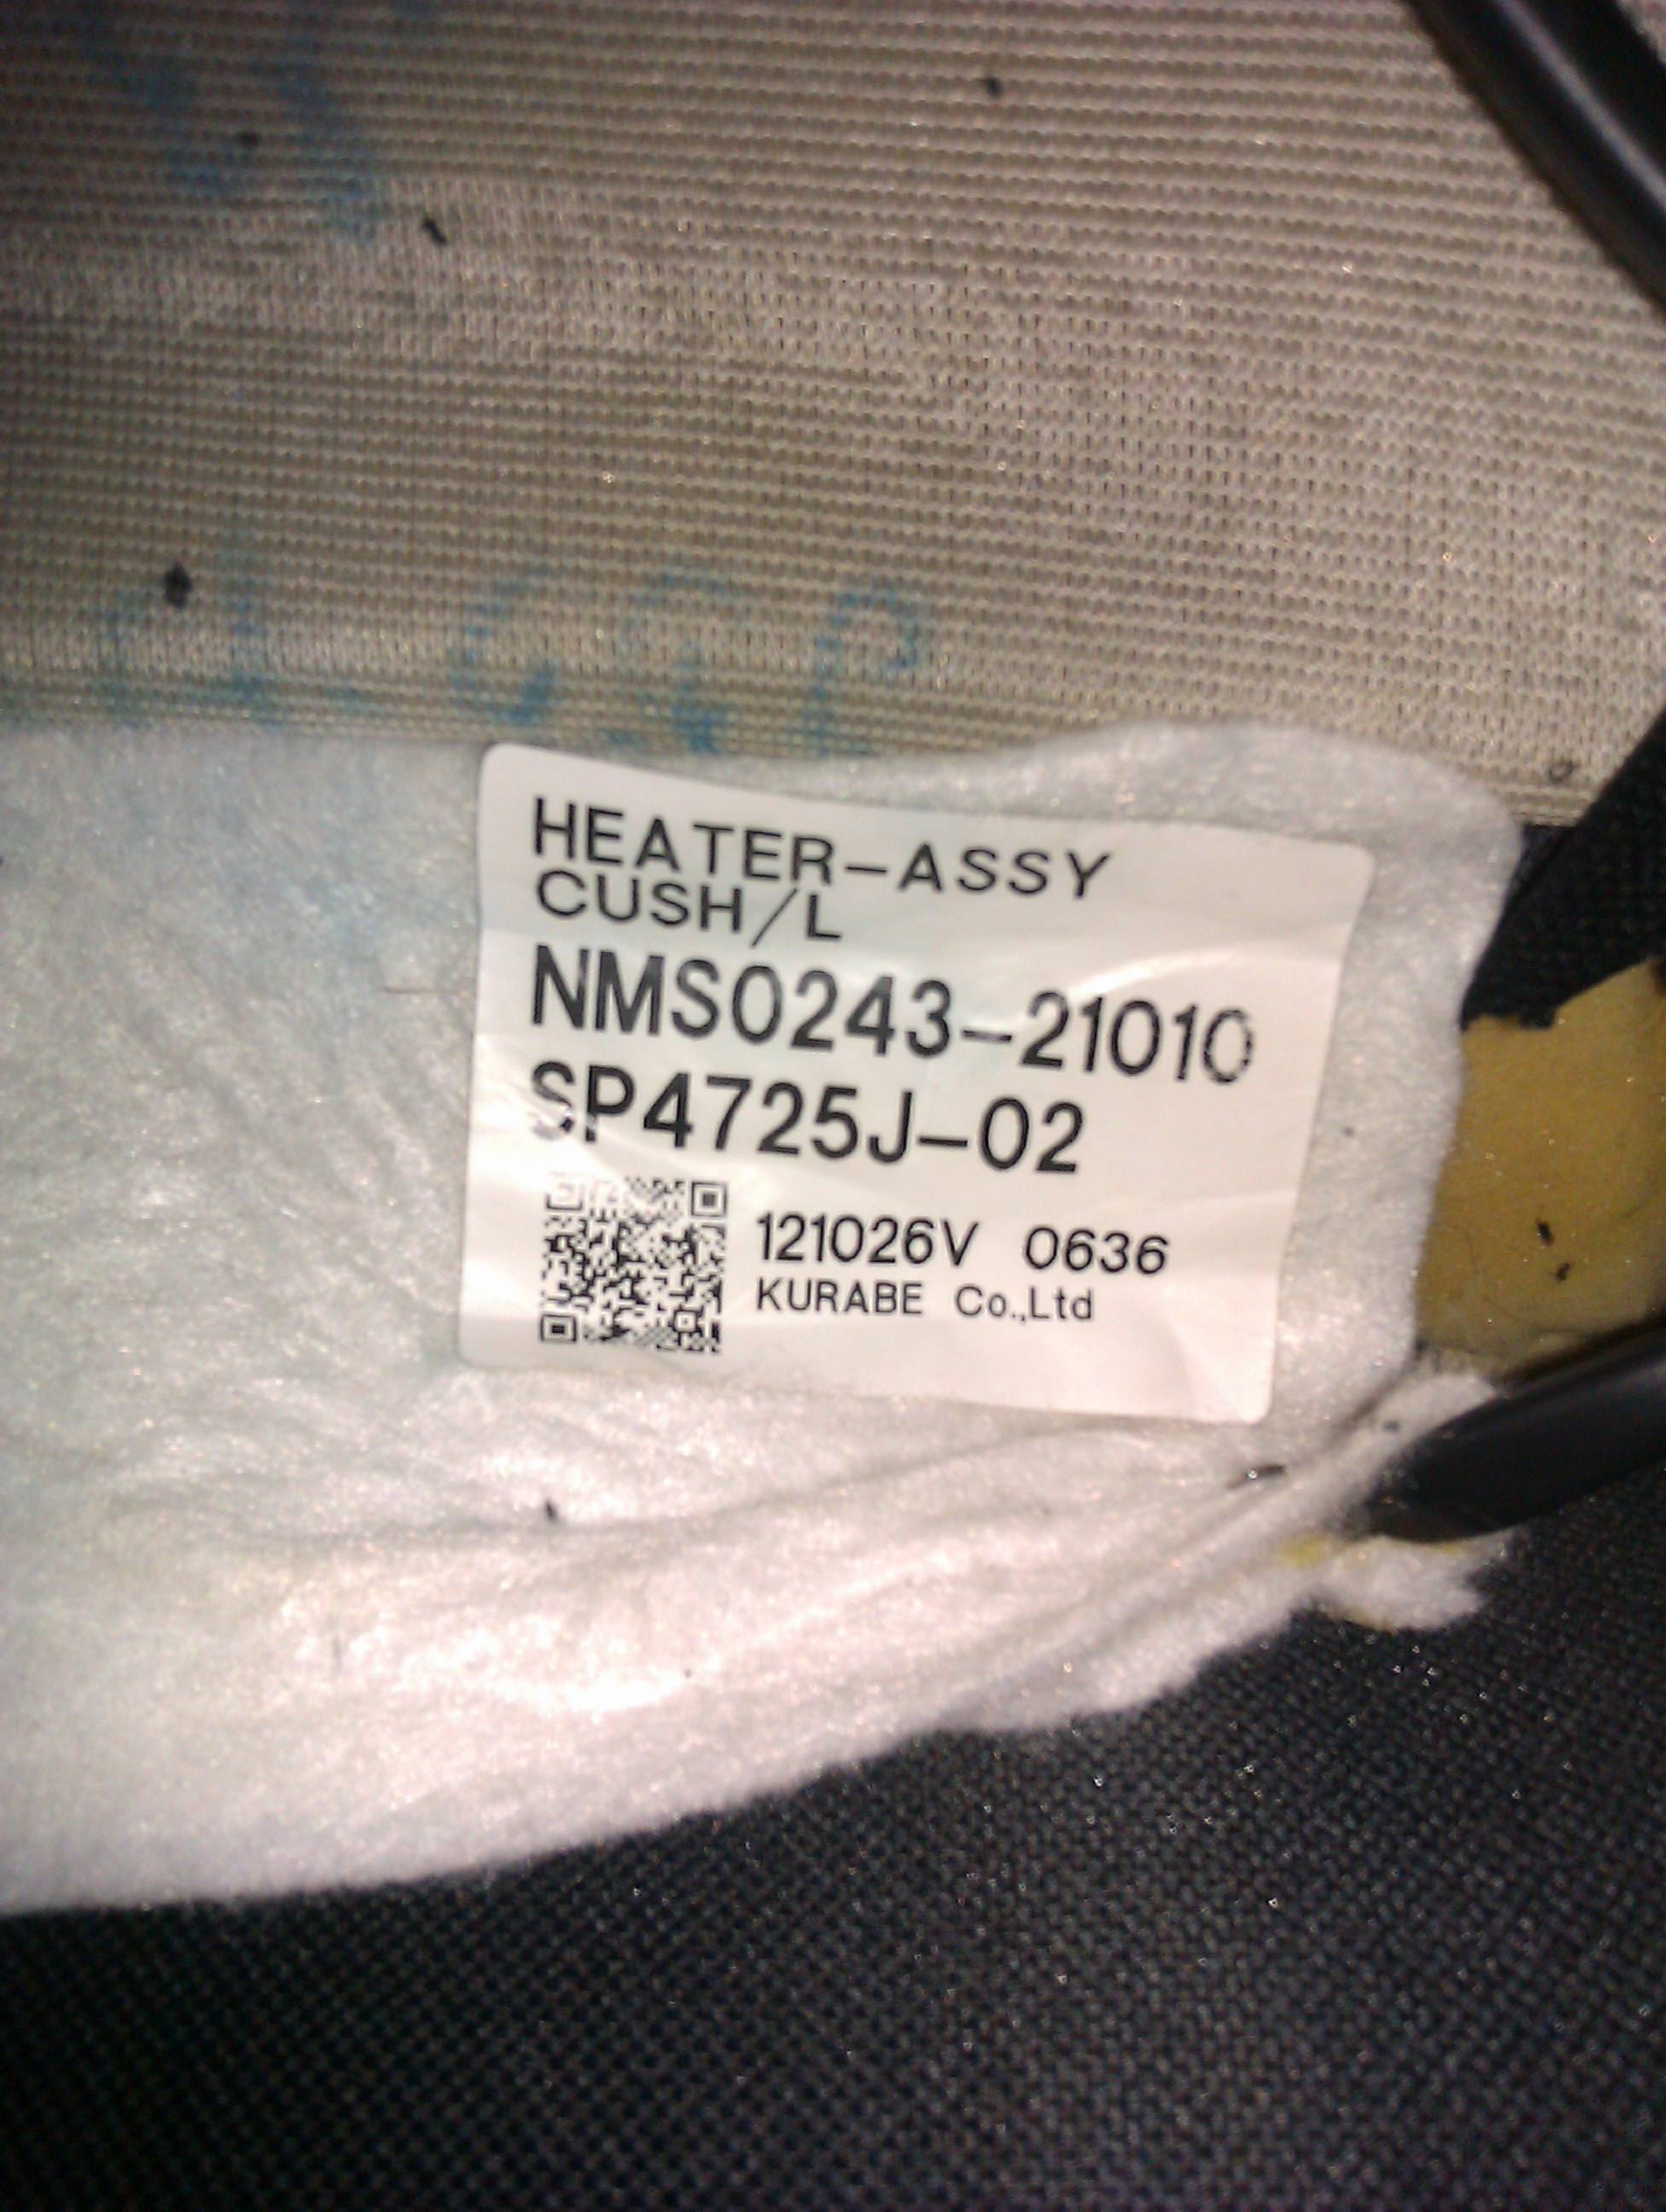 HEATER-ASSY
CUSH/L
NMS0243-21010
SP4725J-02
121026V 0636
KURABE Co.,Ltd